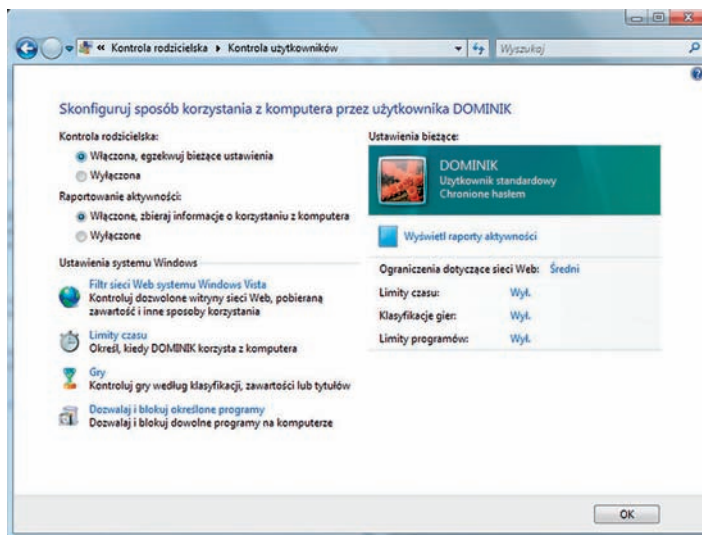 « Kontrola rodzicielska ▸ Kontrola użytkowników
Wyszukaj
Skonfiguruj sposób korzystania z komputera przez użytkownika DOMINIK
Kontrola rodzicielska:
Włączona, egzekwuj bieżące ustawienia
Wyłączona
Raportowanie aktywności:
Włączone, zbieraj informacje o korzystaniu z komputera
Wyłączone
Ustawienia systemu Windows
Filtr sieci Web systemu Windows Vista
Kontroluj dozwolone witryny sieci Web, pobieraną
zawartość i inne sposoby korzystania
Limity czasu
Określ, kiedy DOMINIK korzysta z komputera
Gry
Kontroluj gry według klasyfikacji, zawartości lub tytułów
Dozwalaj i blokuj określone programy
Dozwalaj i blokuj dowolne programy na komputerze
Ustawienia bieżące:
DOMINIK
Użytkownik standardowy
Chronione hasłem
Wyświetl raporty aktywności
Ograniczenia dotyczące sieci Web: Średni
Limity czasu: Wył.
Klasyfikacje gier: Wył.
Limity programów: Wył.
OK